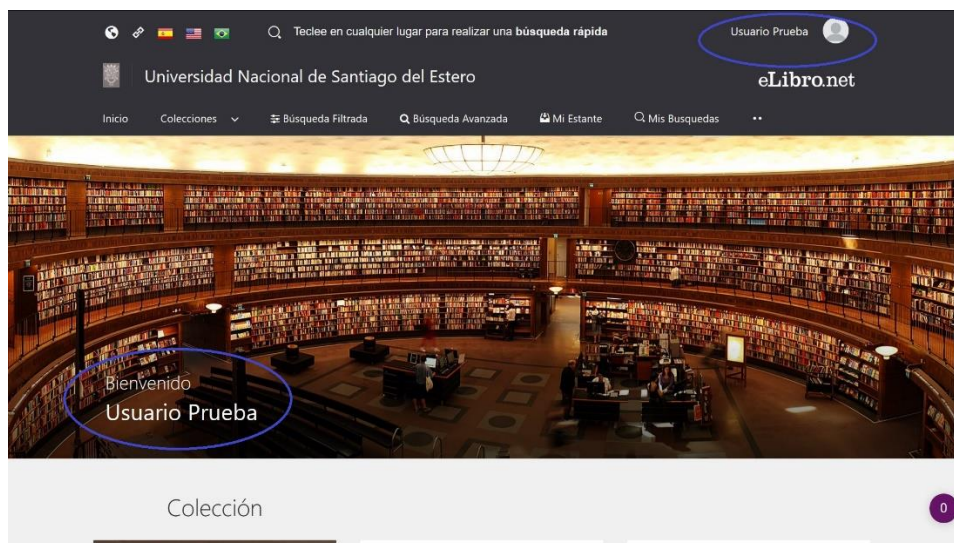 Teclee en cualquier lugar para realizar una búsqueda rápida
Usuario Prueba
Universidad Nacional de Santiago del Estero
eLibro.net
Inicio Colecciones Búsqueda Filtrada Búsqueda Avanzada Mi Estante Mis Busquedas
Bienvenido
Usuario Prueba
Colección
0